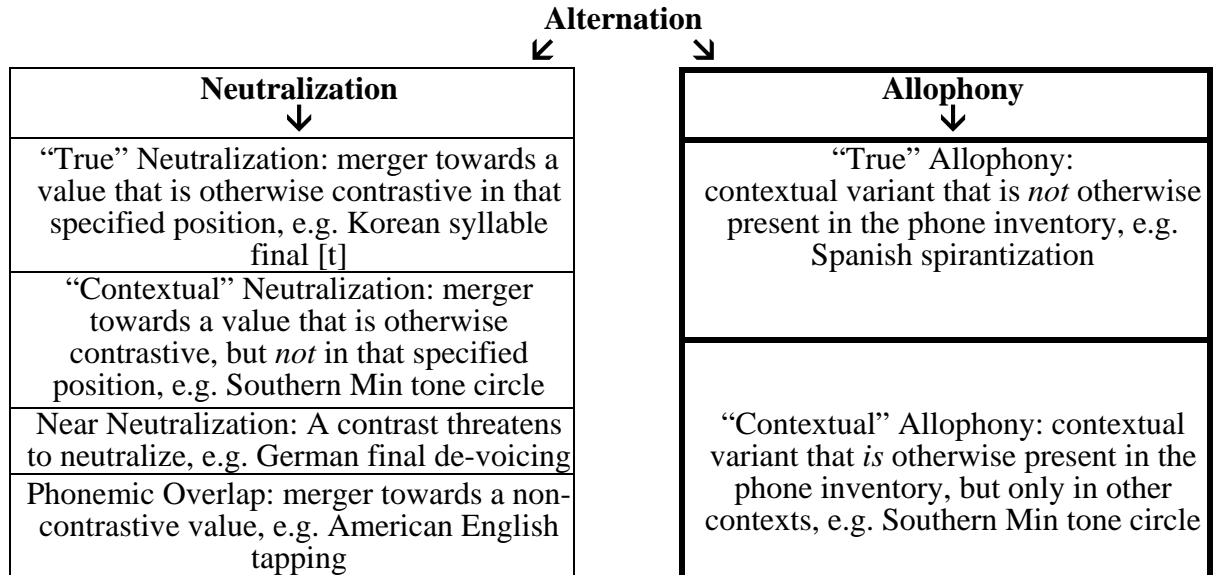 Alternation
Neutralization
“True” Neutralization: merger towards a
value that is otherwise contrastive in that
specified position, e.g. Korean syllable
final [t]
“Contextual” Neutralization: merger
towards a value that is otherwise
contrastive, but not in that specified
position, e.g. Southern Min tone circle
Near Neutralization: A contrast threatens
to neutralize, e.g. German final de-voicing
Phonemic Overlap: merger towards a non-
contrastive value, e.g. American English
tapping
Allophony
“True” Allophony:
contextual variant that is not otherwise
present in the phone inventory, e.g.
Spanish spirantization
“Contextual” Allophony: contextual
variant that is otherwise present in the
phone inventory, but only in other
contexts, e.g. Southern Min tone circle